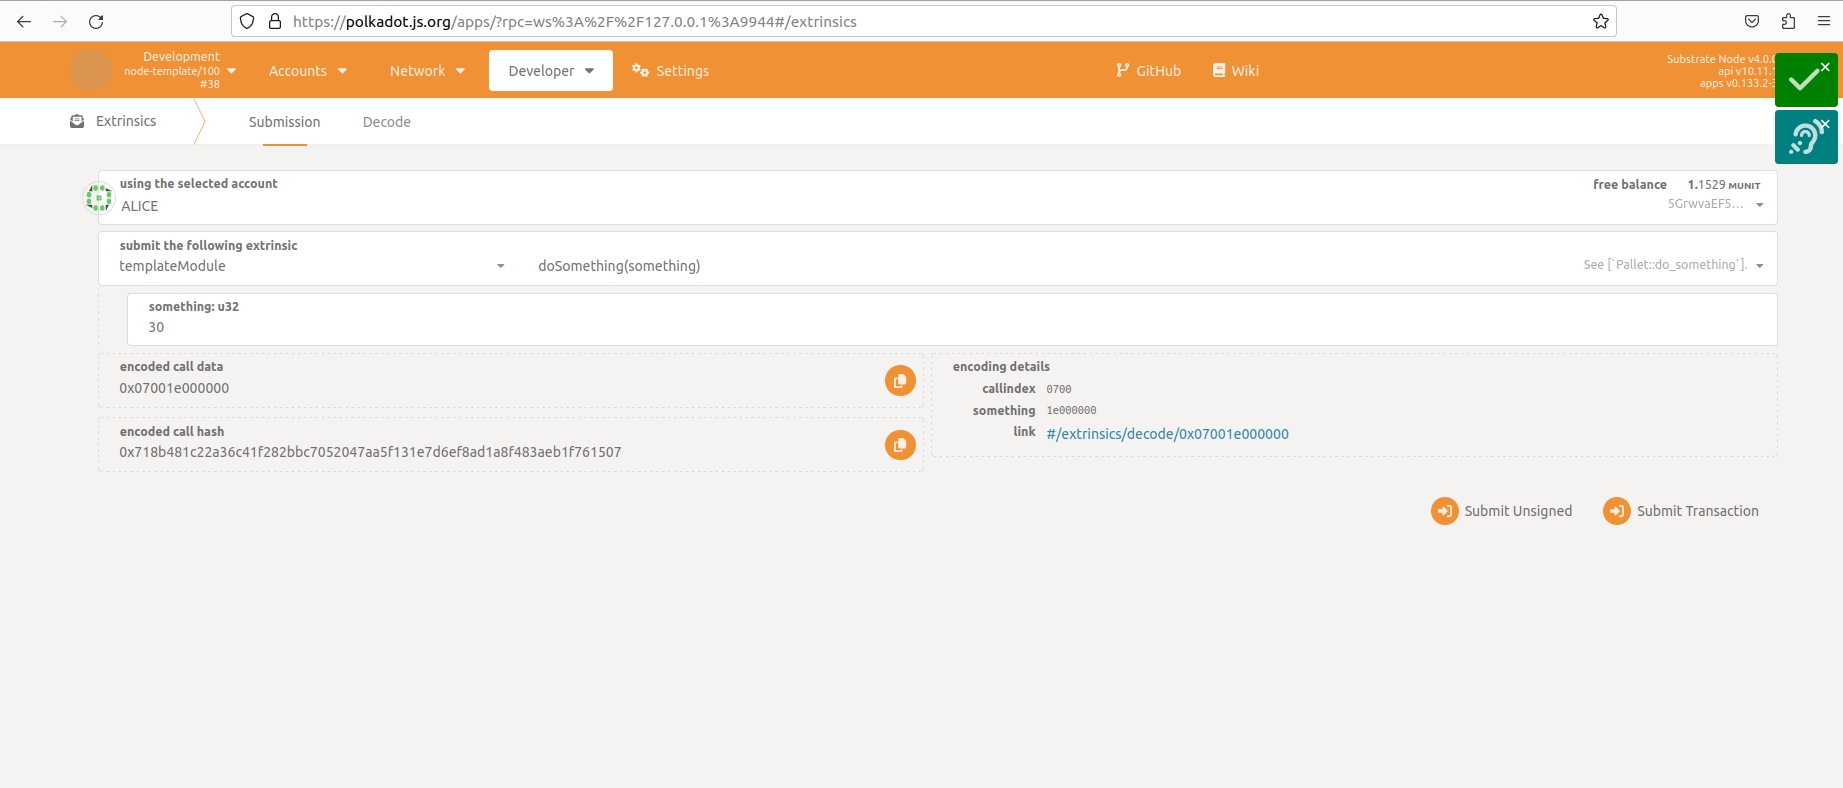 https://polkadot.js.org/apps/?rpc=ws%3A%2F%2F127.0.0.1%3A9944#/extrinsics
Development
node-template/100
#38
Accounts
Network
Developer
Settings
GitHub
Wiki
Substrate Node v4.0.0
api v10.11.
apps v0.133.2-
Extrinsics
Submission
Decode
using the selected account
ALICE
free balance 1.1529 MUNIT
5GrwvaEF5...
submit the following extrinsic
templateModule
doSomething(something)
See [`Pallet::do_something`].
something: u32
30
encoded call data
0x07001e000000
encoded call hash
0x718b481c22a36c41f282bbc7052047aa5f131e7d6ef8ad1a8f483aeb1f761507
encoding details
callindex 0700
something 1e000000
link #/extrinsics/decode/0x07001e000000
Submit Unsigned
Submit Transaction